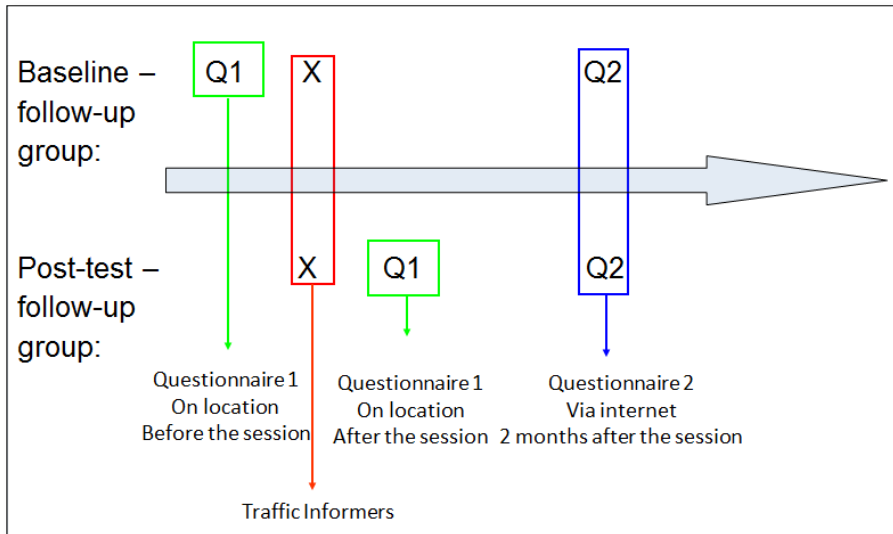 Baseline –
follow-up
group:
Q1
X
Q2
Post-test –
follow-up
group:
X
Q1
Q2
Questionnaire 1
On location
Before the session
Questionnaire 1
On location
After the session
Questionnaire 2
Via internet
2 months after the session
Traffic Informers